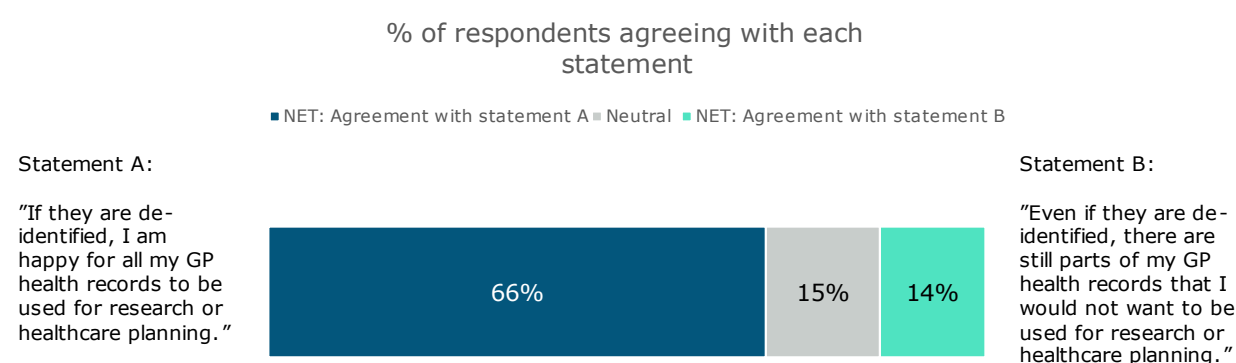 % of respondents agreeing with each
statement
NET: Agreement with statement A Neutral NET: Agreement with statement B
Statement A:
"If they are de-
identified, I am
happy for all my GP
health records to be
used for research or
healthcare planning."
66%
15%
14%
Statement B:
"Even if they are de-
identified, there are
still parts of my GP
health records that I
would not want to be
used for research or
healthcare planning."